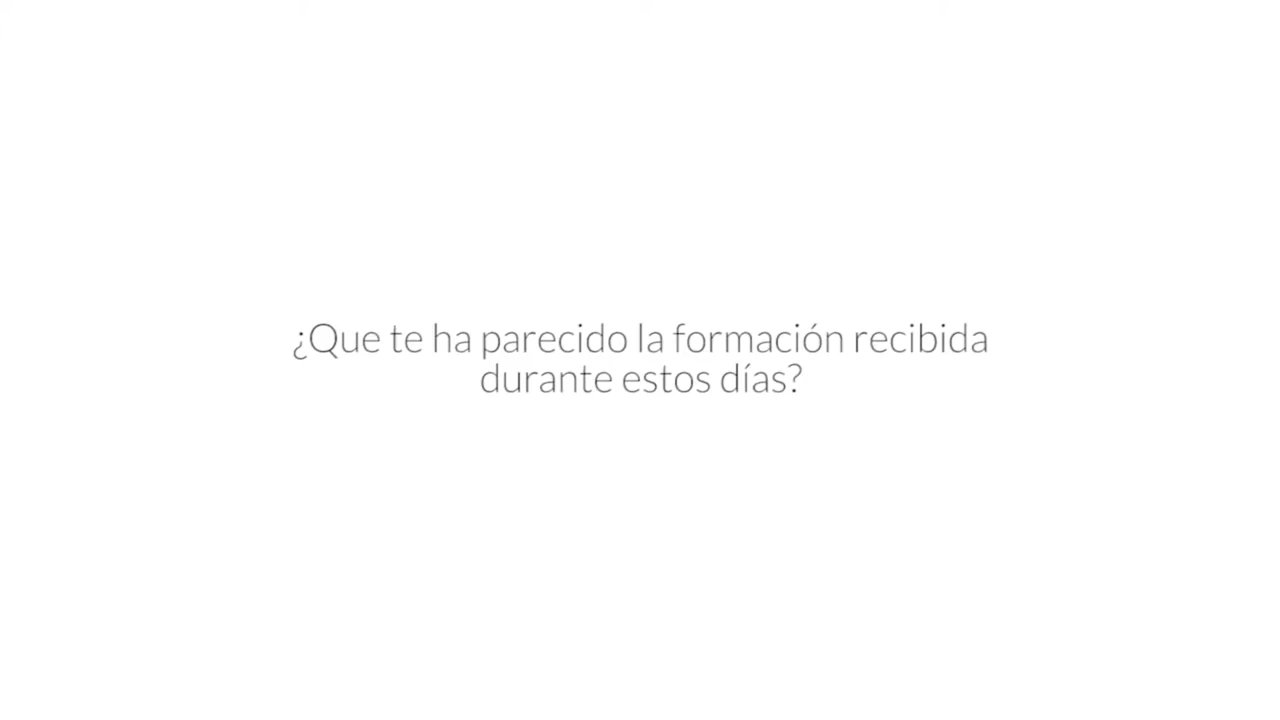 ¿Que te ha parecido la formación recibida
durante estos días?